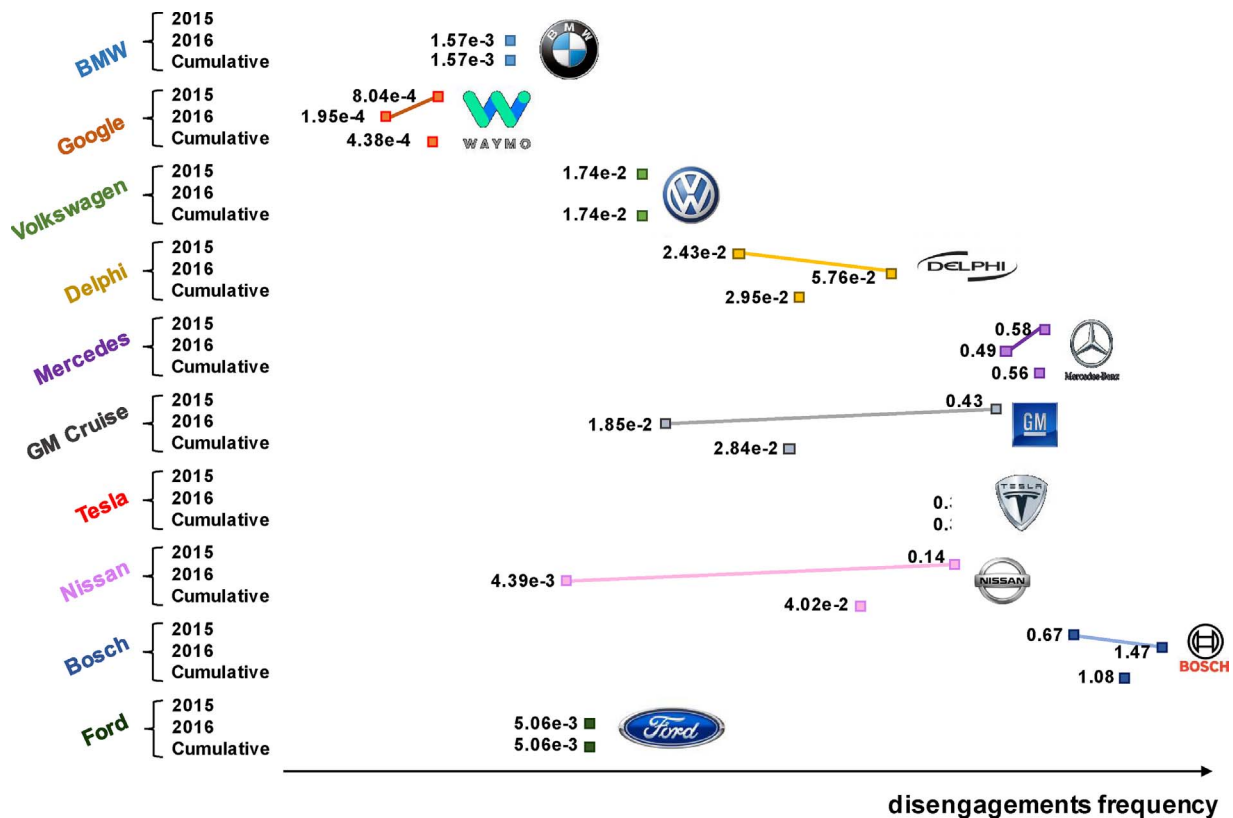 BMW
2015
2016
Cumulative
1.57e-3
1.57e-3
BMW
Google
2015
2016
Cumulative
8.04e-4
1.95e-4
4.38e-4
WAYMO
Volkswagen
2015
2016
Cumulative
1.74e-2
1.74e-2
Delphi
2015
2016
Cumulative
2.43e-2
5.76e-2
2.95e-2
DELPHI
Mercedes
2015
2016
Cumulative
0.58
0.49
0.56
Mercedes-Benz
GM Cruise
2015
2016
Cumulative
0.43
1.85e-2
2.84e-2
GM
Tesla
2015
2016
Cumulative
TESLA
Nissan
2015
2016
Cumulative
0.14
4.39e-3
4.02e-2
NISSAN
Bosch
2015
2016
Cumulative
0.67
1.47
1.08
BOSCH
Ford
2015
2016
Cumulative
5.06e-3
5.06e-3
Ford
disengagements frequency